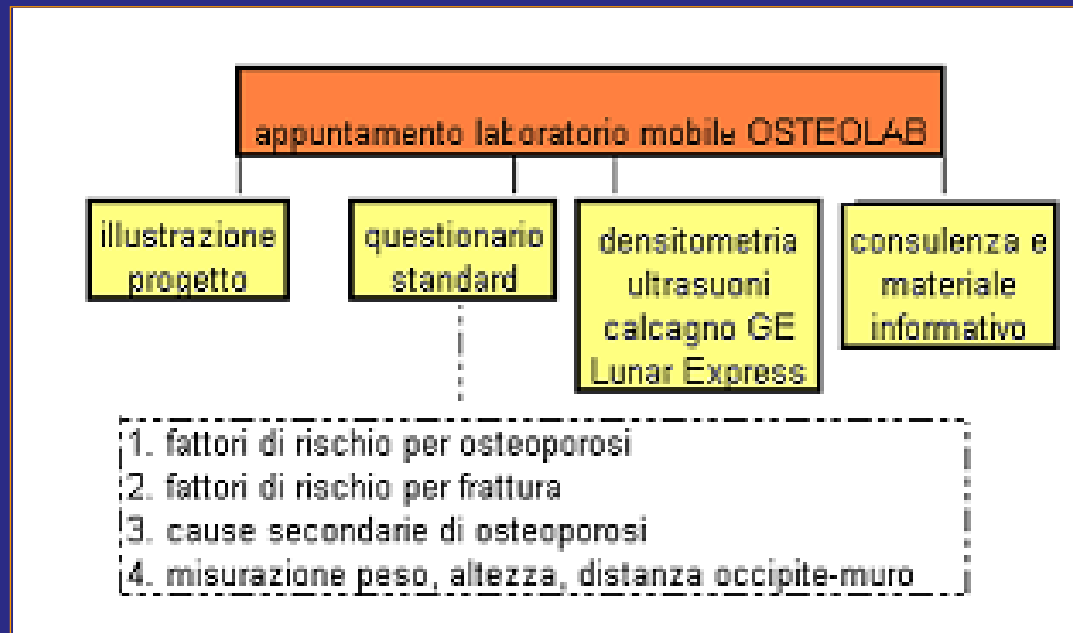 appuntamento laboratorio mobile OSTEOLAB
illustrazione
progetto
questionario
standard
densitometria
ultrasuoni
calcagno GE
Lunar Express
consulenza e
materiale
informativo
1. fattori di rischio per osteoporosi
2. fattori di rischio per frattura
3. cause secondarie di osteoporosi
4. misurazione peso, altezza, distanza occipite-muro